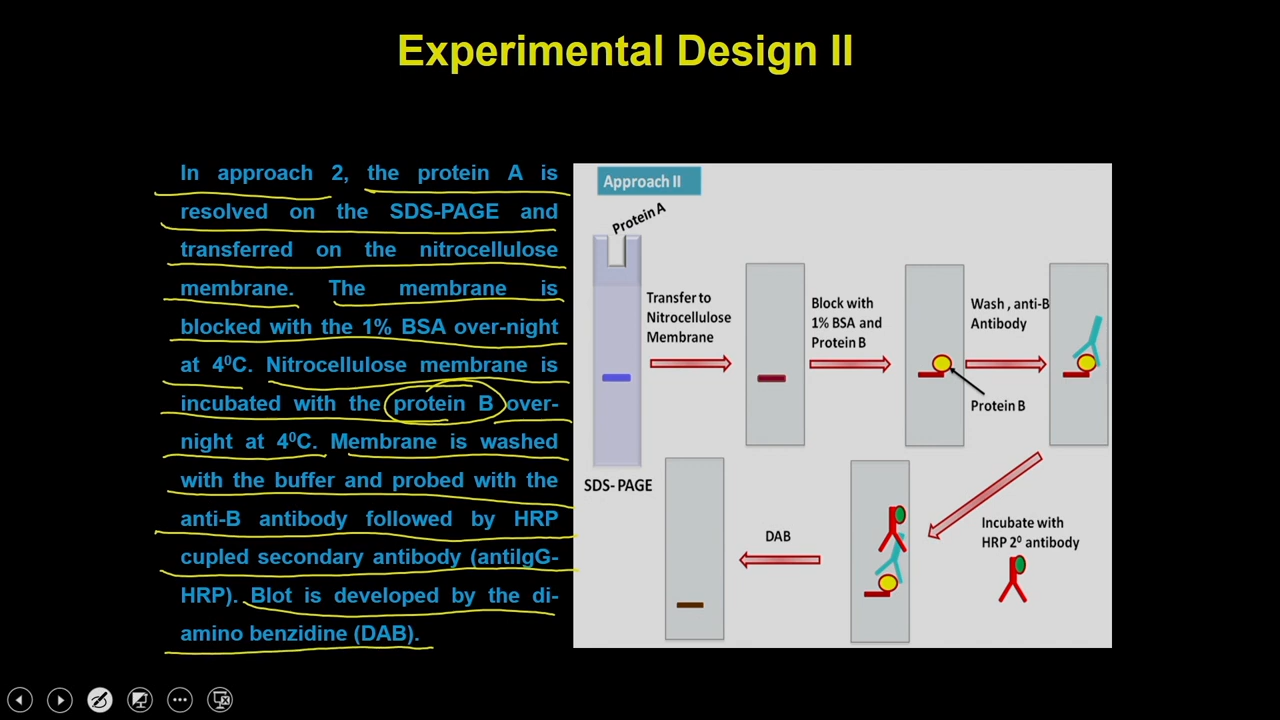 Experimental Design II
In approach 2, the protein A is
resolved on the SDS-PAGE and
transferred on the nitrocellulose
membrane. The membrane is
blocked with the 1% BSA over-night
at 4⁰C. Nitrocellulose membrane is
incubated with the protein B over-
night at 4⁰C. Membrane is washed
with the buffer and probed with the
anti-B antibody followed by HRP
cupled secondary antibody (antiIgG-
HRP). Blot is developed by the di-
amino benzidine (DAB).
Approach II
Protein A
Transfer to
Nitrocellulose
Membrane
Block with
1% BSA and
Protein B
Wash , anti-B
Antibody
Protein B
SDS- PAGE
DAB
Incubate with
HRP 2⁰ antibody